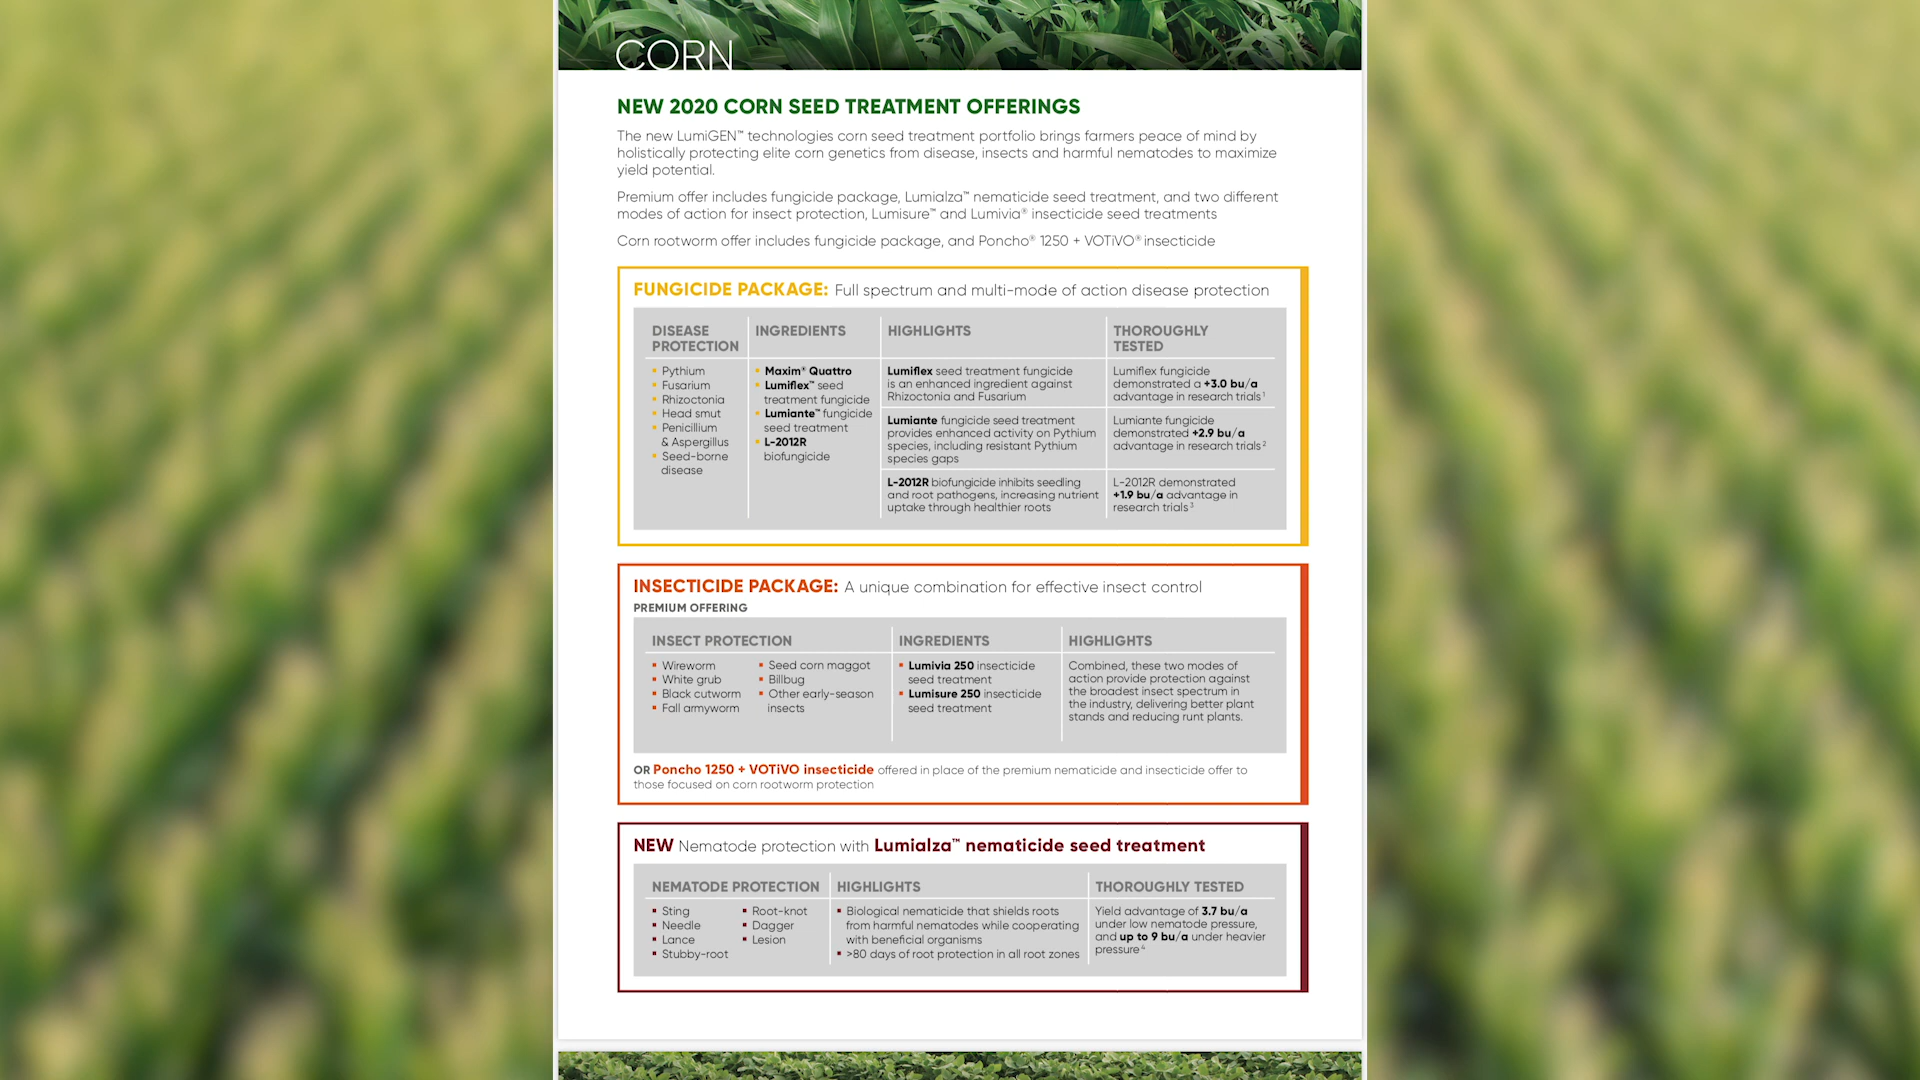 CORN
NEW 2020 CORN SEED TREATMENT OFFERINGS
The new LumiGEN™ technologies corn seed treatment portfolio brings farmers peace of mind by
holistically protecting elite corn genetics from disease, insects and harmful nematodes to maximize
yield potential.
Premium offer includes fungicide package, Lumialza™ nematicide seed treatment, and two different
modes of action for insect protection, Lumisure™ and Lumivia® insecticide seed treatments
Corn rootworm offer includes fungicide package, and Poncho® 1250 + VOTiVO® insecticide
FUNGICIDE PACKAGE: Full spectrum and multi-mode of action disease protection
DISEASE
PROTECTION
▪ Pythium
▪ Fusarium
▪ Rhizoctonia
▪ Head smut
▪ Penicillium
& Aspergillus
▪ Seed-borne
disease
INGREDIENTS
▪ Maxim® Quattro
▪ Lumiflex™ seed
treatment fungicide
▪ Lumiante™ fungicide
seed treatment
▪ L-2012R
biofungicide
HIGHLIGHTS
Lumiflex seed treatment fungicide
is an enhanced ingredient against
Rhizoctonia and Fusarium
Lumiante fungicide seed treatment
provides enhanced activity on Pythium
species, including resistant Pythium
species gaps
L-2012R biofungicide inhibits seedling
and root pathogens, increasing nutrient
uptake through healthier roots
THOROUGHLY
TESTED
Lumiflex fungicide
demonstrated a +3.0 bu/a
advantage in research trials¹
Lumiante fungicide
demonstrated +2.9 bu/a
advantage in research trials²
L-2012R demonstrated
+1.9 bu/a advantage in
research trials³
INSECTICIDE PACKAGE: A unique combination for effective insect control
PREMIUM OFFERING
INSECT PROTECTION
▪ Wireworm
▪ White grub
▪ Black cutworm
▪ Fall armyworm
▪ Seed corn maggot
▪ Billbug
▪ Other early-season
insects
INGREDIENTS
▪ Lumivia 250 insecticide
seed treatment
▪ Lumisure 250 insecticide
seed treatment
HIGHLIGHTS
Combined, these two modes of
action provide protection against
the broadest insect spectrum in
the industry, delivering better plant
stands and reducing runt plants.
OR Poncho 1250 + VOTiVO insecticide offered in place of the premium nematicide and insecticide offer to
those focused on corn rootworm protection
NEW Nematode protection with Lumialza™ nematicide seed treatment
NEMATODE PROTECTION
▪ Sting
▪ Needle
▪ Lance
▪ Stubby-root
▪ Root-knot
▪ Dagger
▪ Lesion
HIGHLIGHTS
▪ Biological nematicide that shields roots
from harmful nematodes while cooperating
with beneficial organisms
▪ >80 days of root protection in all root zones
THOROUGHLY TESTED
Yield advantage of 3.7 bu/a
under low nematode pressure,
and up to 9 bu/a under heavier
pressure⁴